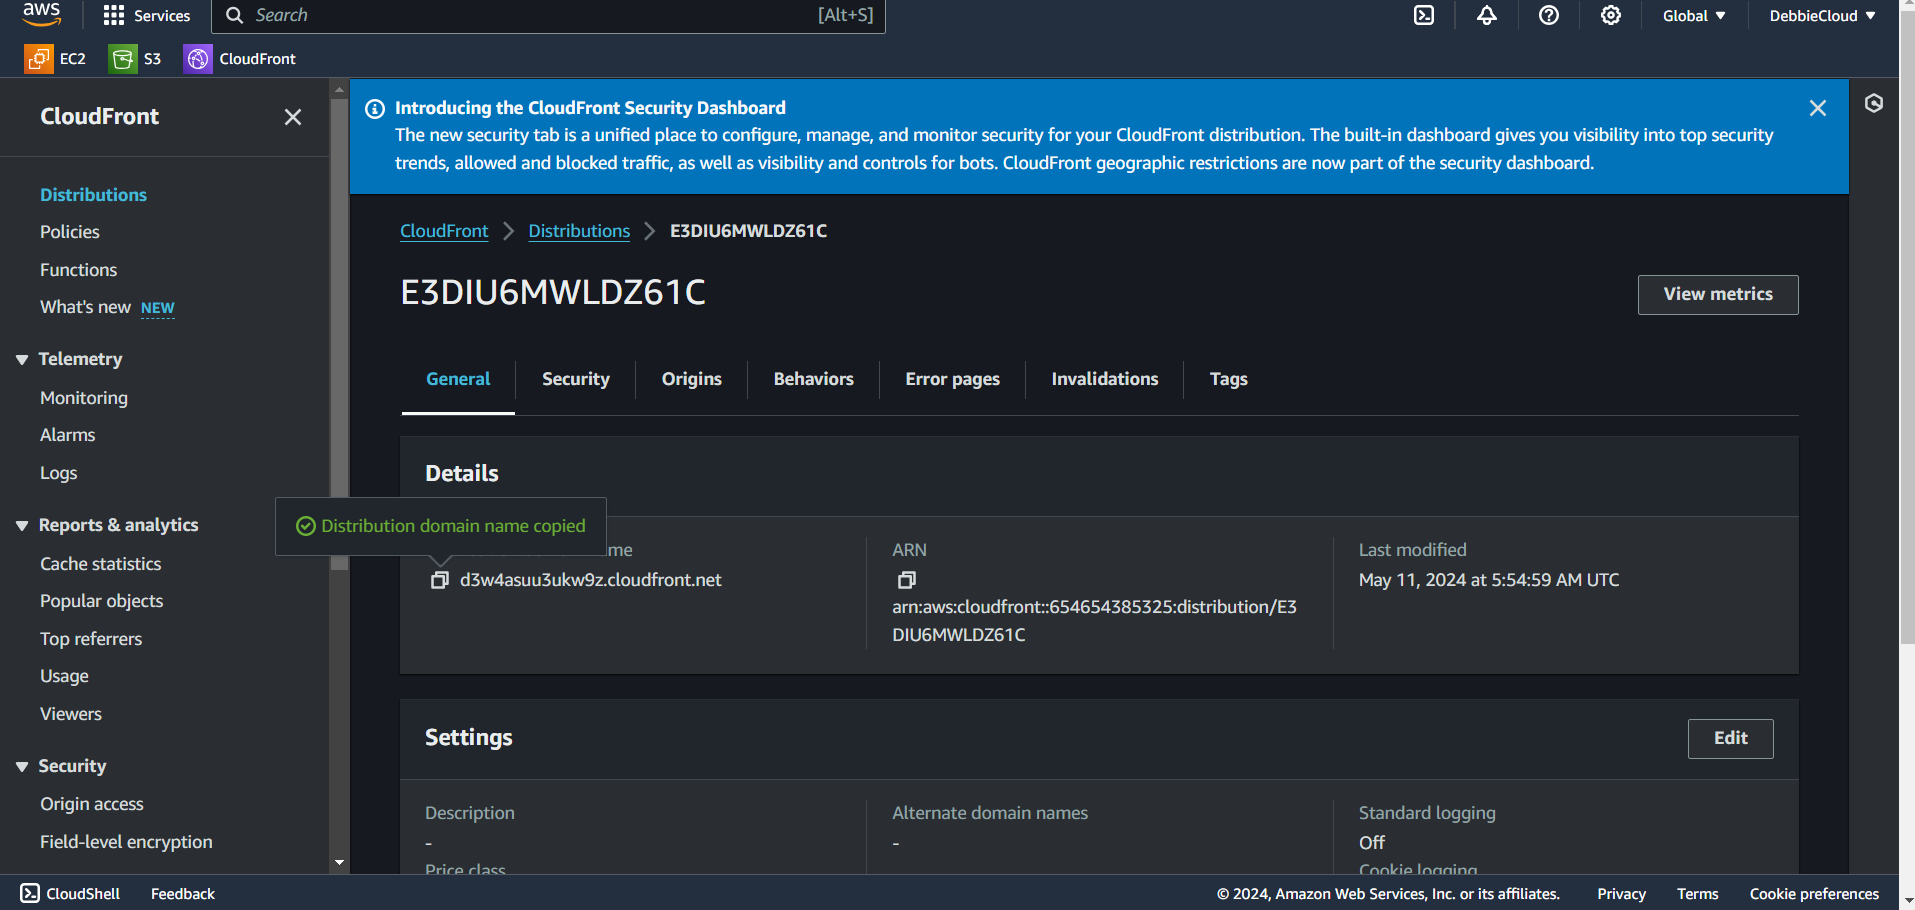 aws
Services
Search
[Alt+S]
Global
DebbieCloud
EC2
S3
CloudFront
CloudFront
Distributions
Policies
Functions
What's new NEW
Telemetry
Monitoring
Alarms
Logs
Reports & analytics
Cache statistics
Popular objects
Top referrers
Usage
Viewers
Security
Origin access
Field-level encryption
Introducing the CloudFront Security Dashboard
The new security tab is a unified place to configure, manage, and monitor security for your CloudFront distribution. The built-in dashboard gives you visibility into top security
trends, allowed and blocked traffic, as well as visibility and controls for bots. CloudFront geographic restrictions are now part of the security dashboard.
CloudFront
Distributions
E3DIU6MWLDZ61C
E3DIU6MWLDZ61C
View metrics
General
Security
Origins
Behaviors
Error pages
Invalidations
Tags
Details
Distribution domain name copied
me
d3w4asuu3ukw9z.cloudfront.net
ARN
arn:aws:cloudfront::654654385325:distribution/E3
DIU6MWLDZ61C
Last modified
May 11, 2024 at 5:54:59 AM UTC
Settings
Edit
Description
-
Price class
Alternate domain names
-
Standard logging
Off
Cookie logging
CloudShell
Feedback
© 2024, Amazon Web Services, Inc. or its affiliates.
Privacy
Terms
Cookie preferences